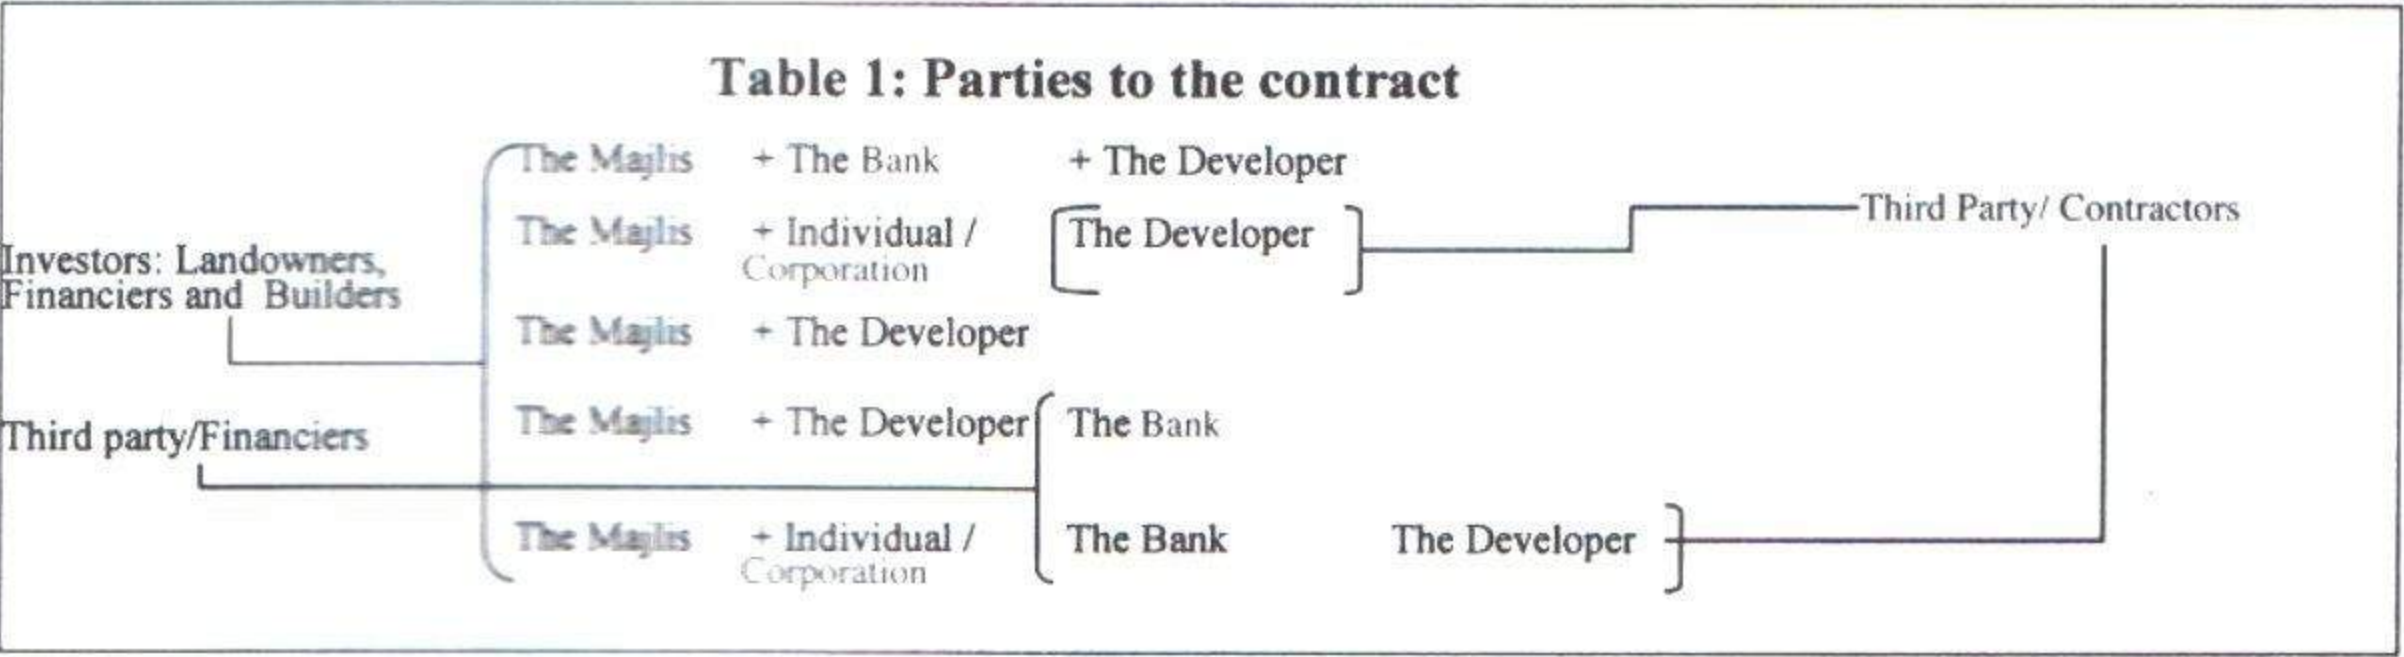 Table 1: Parties to the contract
The Majlis + The Bank + The Developer
The Majlis + Individual / The Developer
Corporation
Third Party/ Contractors
Investors: Landowners,
Financiers and Builders
The Majlis + The Developer
The Majlis + The Developer The Bank
Third party/Financiers
The Majlis + Individual / The Bank The Developer
Corporation